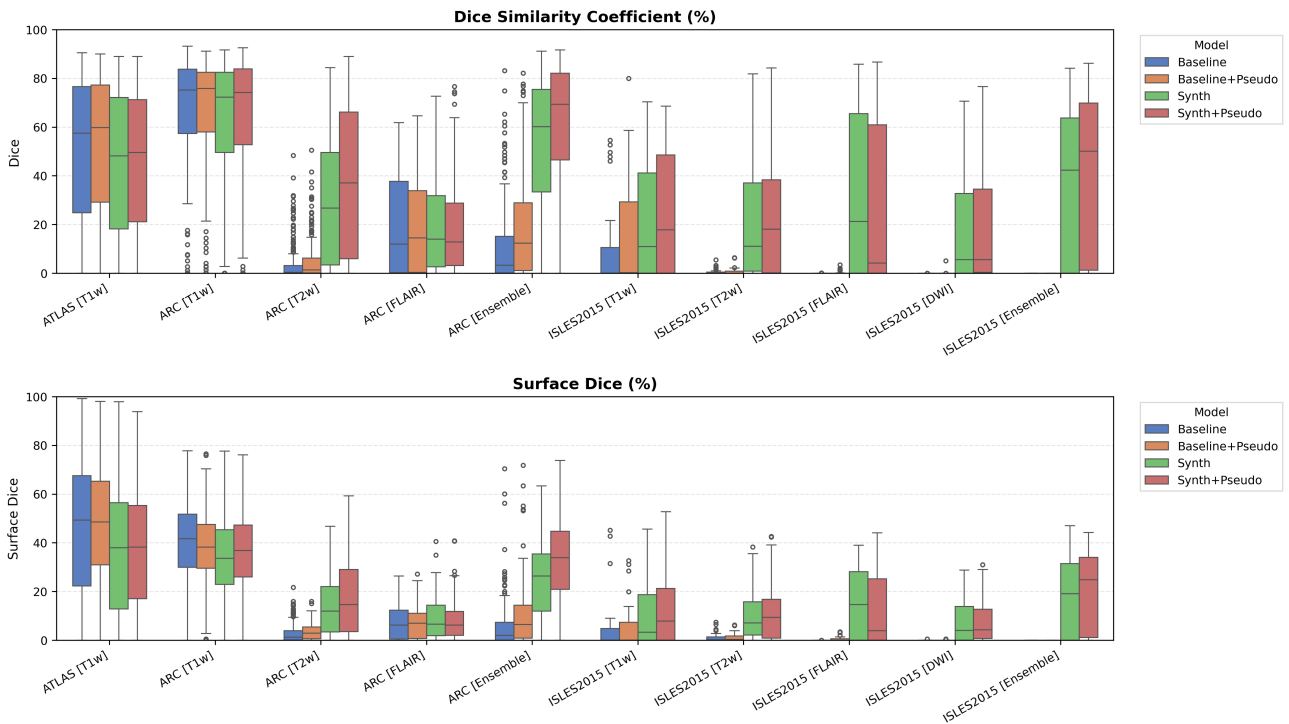 Dice Similarity Coefficient (%)
100
80
60
40
20
0
Dice
ATLAS [T1w]
ARC [T1w]
ARC [T2w]
ARC [FLAIR]
ARC [Ensemble]
ISLES2015 [T1w]
ISLES2015 [T2w]
ISLES2015 [FLAIR]
ISLES2015 [DWI]
ISLES2015 [Ensemble]
Model
Baseline
Baseline+Pseudo
Synth
Synth+Pseudo
Surface Dice (%)
100
80
60
40
20
0
Surface Dice
ATLAS [T1w]
ARC [T1w]
ARC [T2w]
ARC [FLAIR]
ARC [Ensemble]
ISLES2015 [T1w]
ISLES2015 [T2w]
ISLES2015 [FLAIR]
ISLES2015 [DWI]
ISLES2015 [Ensemble]
Model
Baseline
Baseline+Pseudo
Synth
Synth+Pseudo